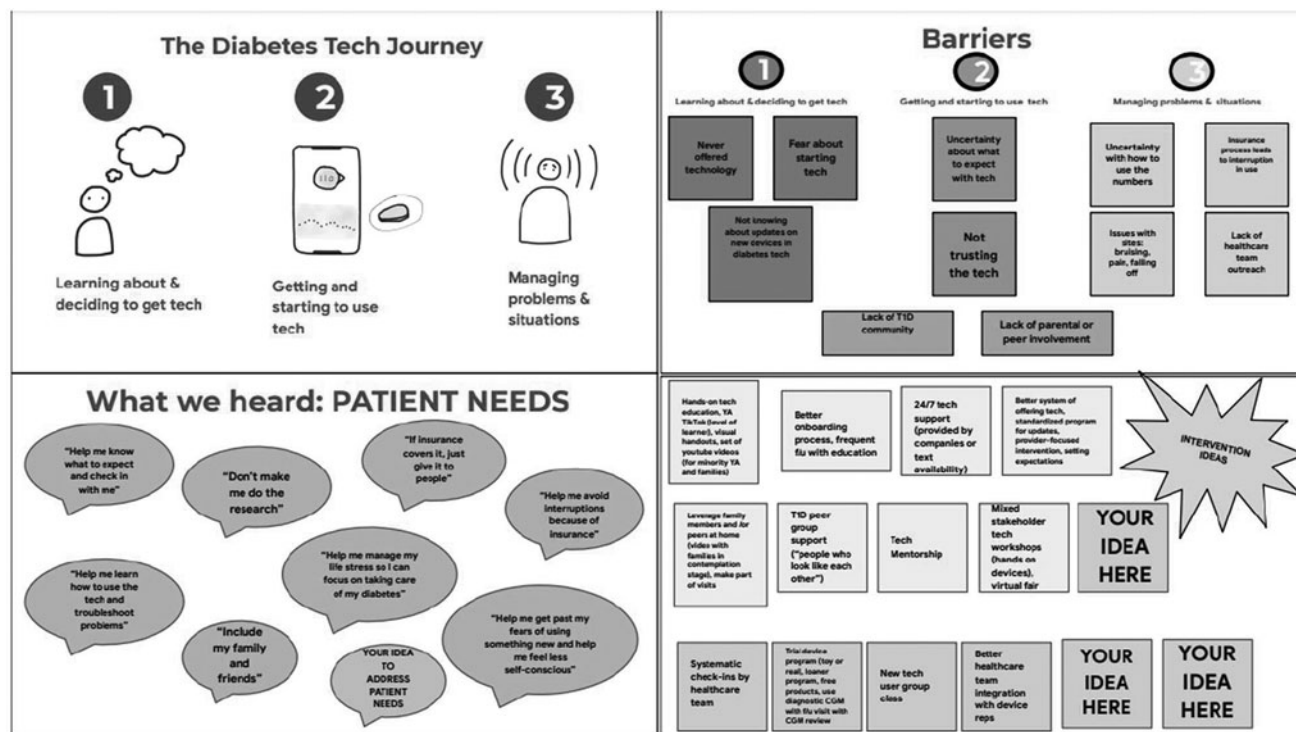 The Diabetes Tech Journey
1
2
3
110
Learning about &
deciding to get tech
Getting and
starting to use
tech
Managing
problems &
situations
Barriers
1
2
3
Learning about & deciding to get tech
Getting and starting to use tech
Managing problems & situations
Never
offered
technology
Fear about
starting
tech
Not knowing
about updates on
new devices in
diabetes tech
Uncertainty
about what
to expect
with tech
Not
trusting
the tech
Uncertainty
with how to
use the
numbers
Insurance
process leads
to interruption
in use
Issues with
sites:
bruising,
pair, falling
off
Lack of
healthcare
team
outreach
Lack of T1D
community
Lack of parental or
peer involvement
What we heard: PATIENT NEEDS
"Help me know
what to expect
and check in
with me"
"Don't make
me do the
research"
"If insurance
covers it, just
give it to
people"
"Help me avoid
interruptions
because of
insurance"
"Help me learn
how to use the
tech and
troubleshoot
problems"
"Include
my family
and
friends"
"Help me manage my
life stress so I can
focus on taking care
of my diabetes"
YOUR IDEA
TO
ADDRESS
PATIENT
NEEDS
"Help me get past my
fears of using
something new and help
me feel less
self-conscious"
Hands-on tech
education, YA
TikTok (level of
learner), visual
handouts, set of
youtube videos
(for minority YA
and families)
Better
onboarding
process, frequent
f/u with education
24/7 tech
support
(provided by
companies or
text
availability)
Better system of
offering tech,
standardized program
for updates,
provider-focused
intervention, setting
expectations
INTERVENTION
IDEAS
Leverage family
members and /or
peers at home
(video with
families in
contemplation
stage), make part
of visits
T1D peer
group
support
("people who
look like each
other")
Tech
Mentorship
Mixed
stakeholder
tech
workshops
(hands on
devices),
virtual fair
YOUR
IDEA
HERE
Systematic
check-ins by
healthcare
team
Trial device
program (toy or
real), loaner
program, free
products, use
diagnostic CGM
with f/u visit with
CGM review
New tech
user group
class
Better
healthcare
team
integration
with device
reps
YOUR
IDEA
HERE
YOUR
IDEA
HERE